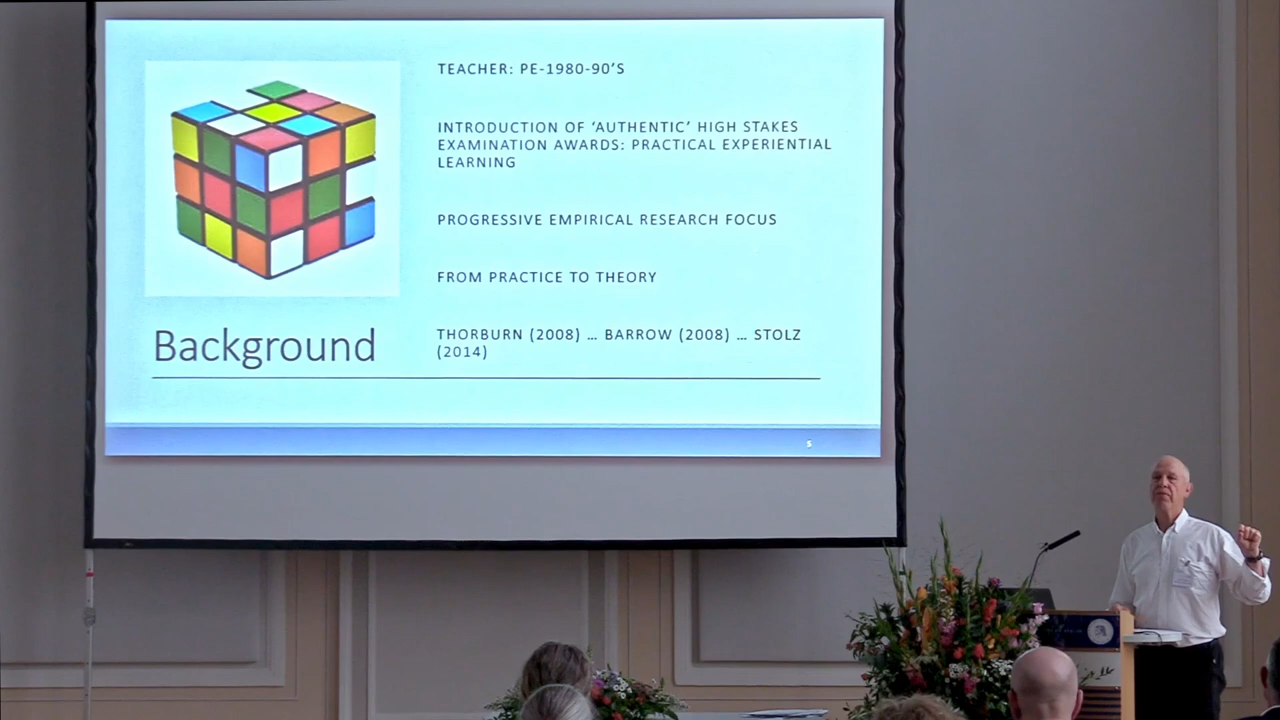 TEACHER: PE-1980-90'S
INTRODUCTION OF ‘AUTHENTIC’ HIGH STAKES
EXAMINATION AWARDS: PRACTICAL EXPERIENTIAL
LEARNING
PROGRESSIVE EMPIRICAL RESEARCH FOCUS
FROM PRACTICE TO THEORY
THORBURN (2008) … BARROW (2008) … STOLZ
(2014)
Background
5